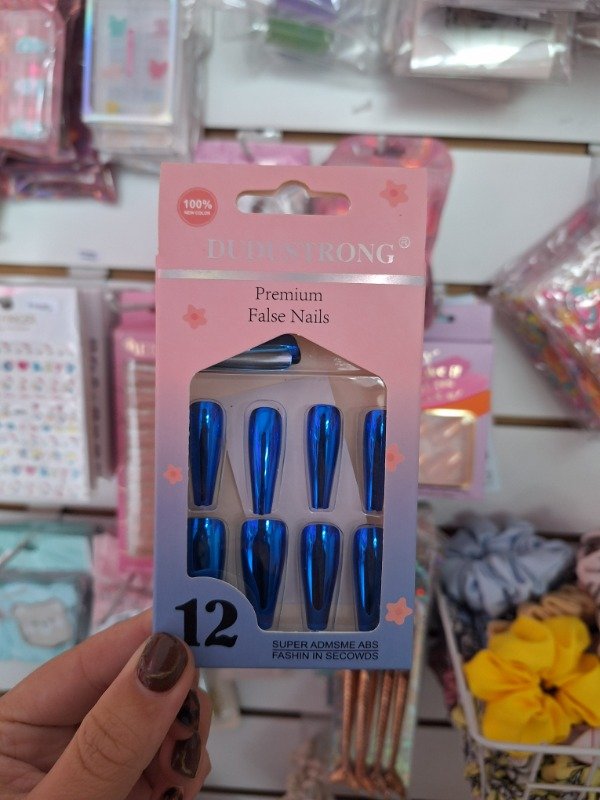 100%
NEW COLOR
DUDUSTRONG®
Premium
False Nails
12
SUPER ADMSME ABS
FASHIN IN SECOWDS